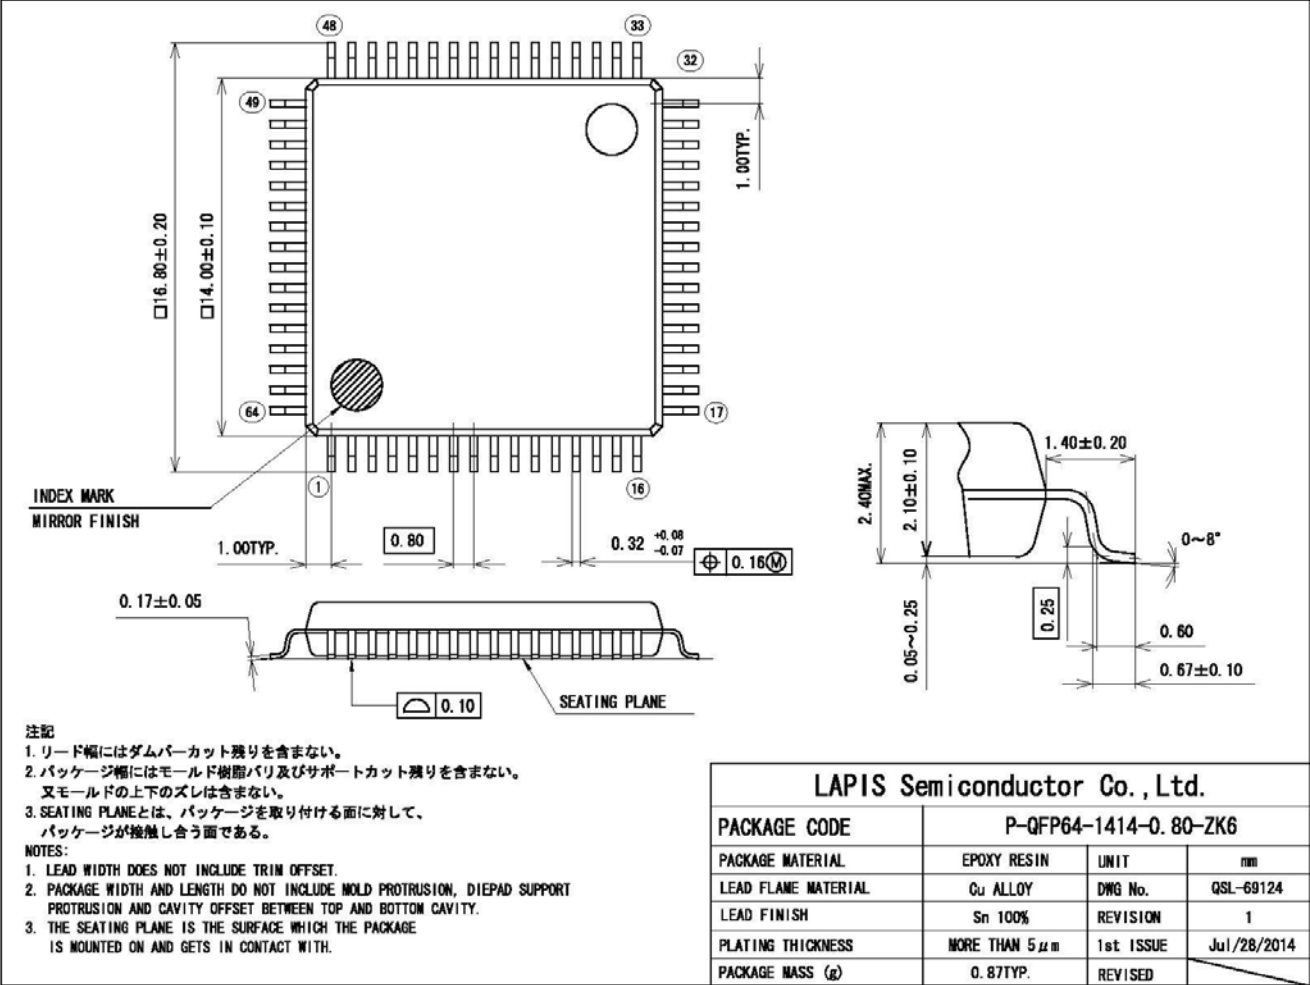 48
33
32
49
1.00TYP.
□16.80±0.20
□14.00±0.10
64
17
1
16
INDEX MARK
MIRROR FINISH
1.00TYP.
0.80
0.32 +0.08 -0.07
0.16Ⓜ
2.40MAX.
2.10±0.10
1.40±0.20
0~8°
0.05~0.25
0.25
0.60
0.67±0.10
0.17±0.05
0.10
SEATING PLANE
注記
1. リード幅にはダムバーカット残りを含まない。
2. パッケージ幅にはモールド樹脂バリ及びサポートカット残りを含まない。
又モールドの上下のズレは含まない。
3. SEATING PLANEとは、パッケージを取り付ける面に対して、
パッケージが接触し合う面である。
NOTES:
1. LEAD WIDTH DOES NOT INCLUDE TRIM OFFSET.
2. PACKAGE WIDTH AND LENGTH DO NOT INCLUDE MOLD PROTRUSION, DIEPAD SUPPORT
PROTRUSION AND CAVITY OFFSET BETWEEN TOP AND BOTTOM CAVITY.
3. THE SEATING PLANE IS THE SURFACE WHICH THE PACKAGE
IS MOUNTED ON AND GETS IN CONTACT WITH.
LAPIS Semiconductor Co., Ltd.
PACKAGE CODE P-QFP64-1414-0.80-ZK6
PACKAGE MATERIAL EPOXY RESIN UNIT mm
LEAD FLAME MATERIAL Cu ALLOY DWG No. QSL-69124
LEAD FINISH Sn 100% REVISION 1
PLATING THICKNESS MORE THAN 5μm 1st ISSUE Jul/28/2014
PACKAGE MASS (g) 0.87TYP. REVISED